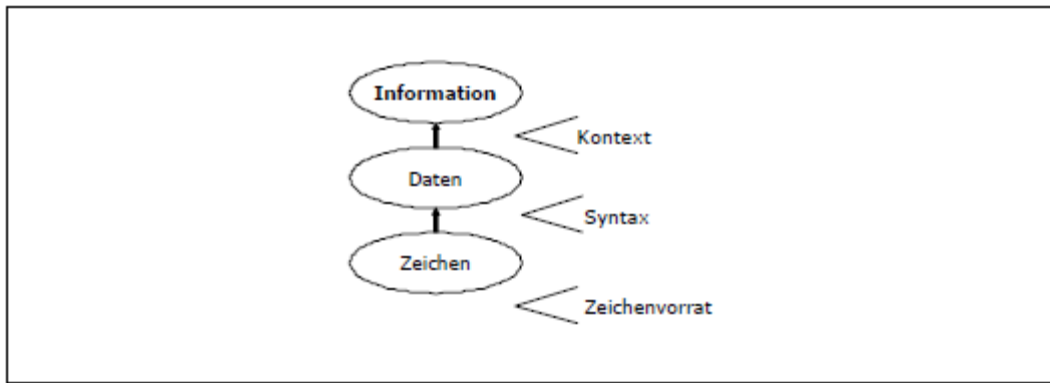 Information
Kontext
Daten
Syntax
Zeichen
Zeichenvorrat